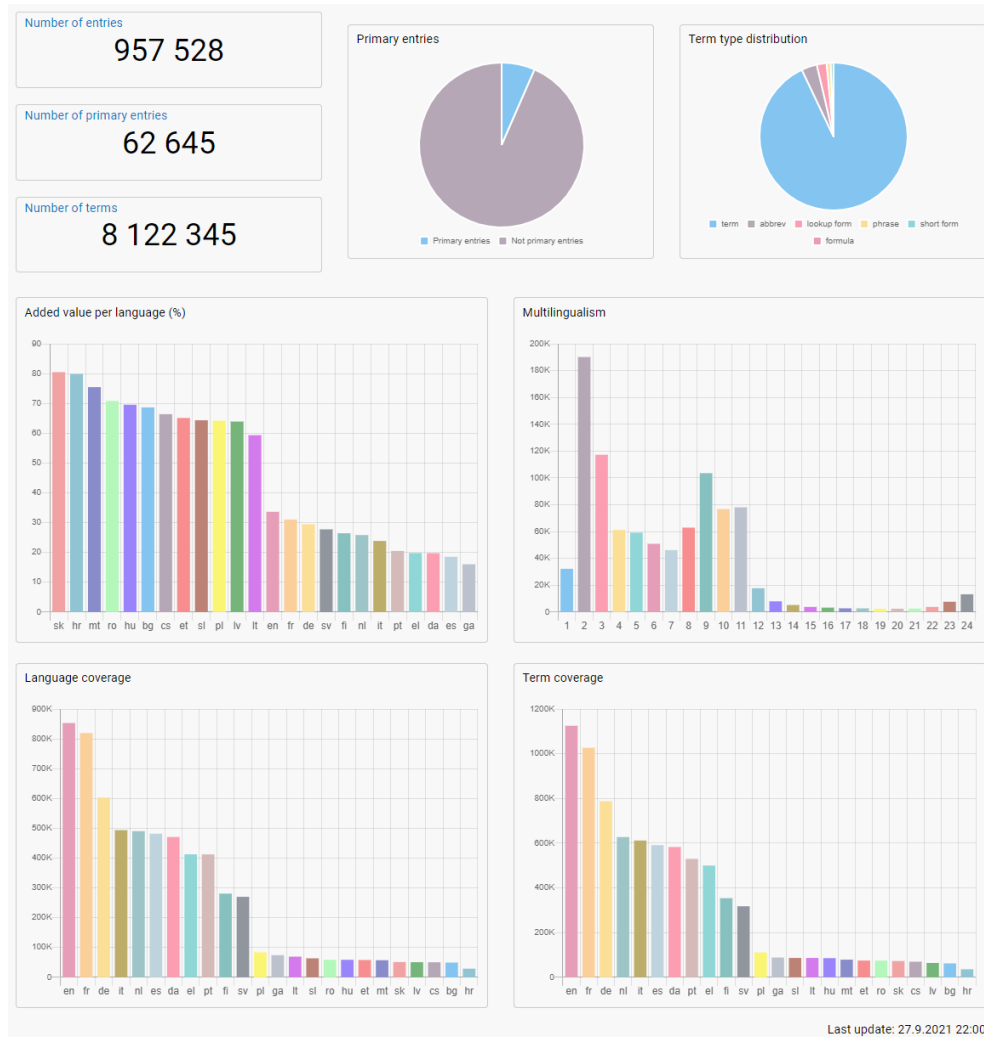 Number of entries
957 528
Number of primary entries
62 645
Number of terms
8 122 345
Primary entries
Primary entries Not primary entries
Term type distribution
term abbrev lookup form phrase short form
formula
Added value per language (%)
90
80
70
60
50
40
30
20
10
0
sk hr mt ro hu bg cs et sl pl lv lt en fr de sv fi nl it pt el da es ga
Multilingualism
200K
180K
160K
140K
120K
100K
80K
60K
40K
20K
0
1 2 3 4 5 6 7 8 9 10 11 12 13 14 15 16 17 18 19 20 21 22 23 24
Language coverage
900K
800K
700K
600K
500K
400K
300K
200K
100K
0
en fr de it nl es da el pt fi sv pl ga lt sl ro hu et mt sk lv cs bg hr
Term coverage
1200K
1000K
800K
600K
400K
200K
0
en fr de nl it es da pt el fi sv pl ga sl lt hu mt et ro sk cs lv bg hr
Last update: 27.9.2021 22:00